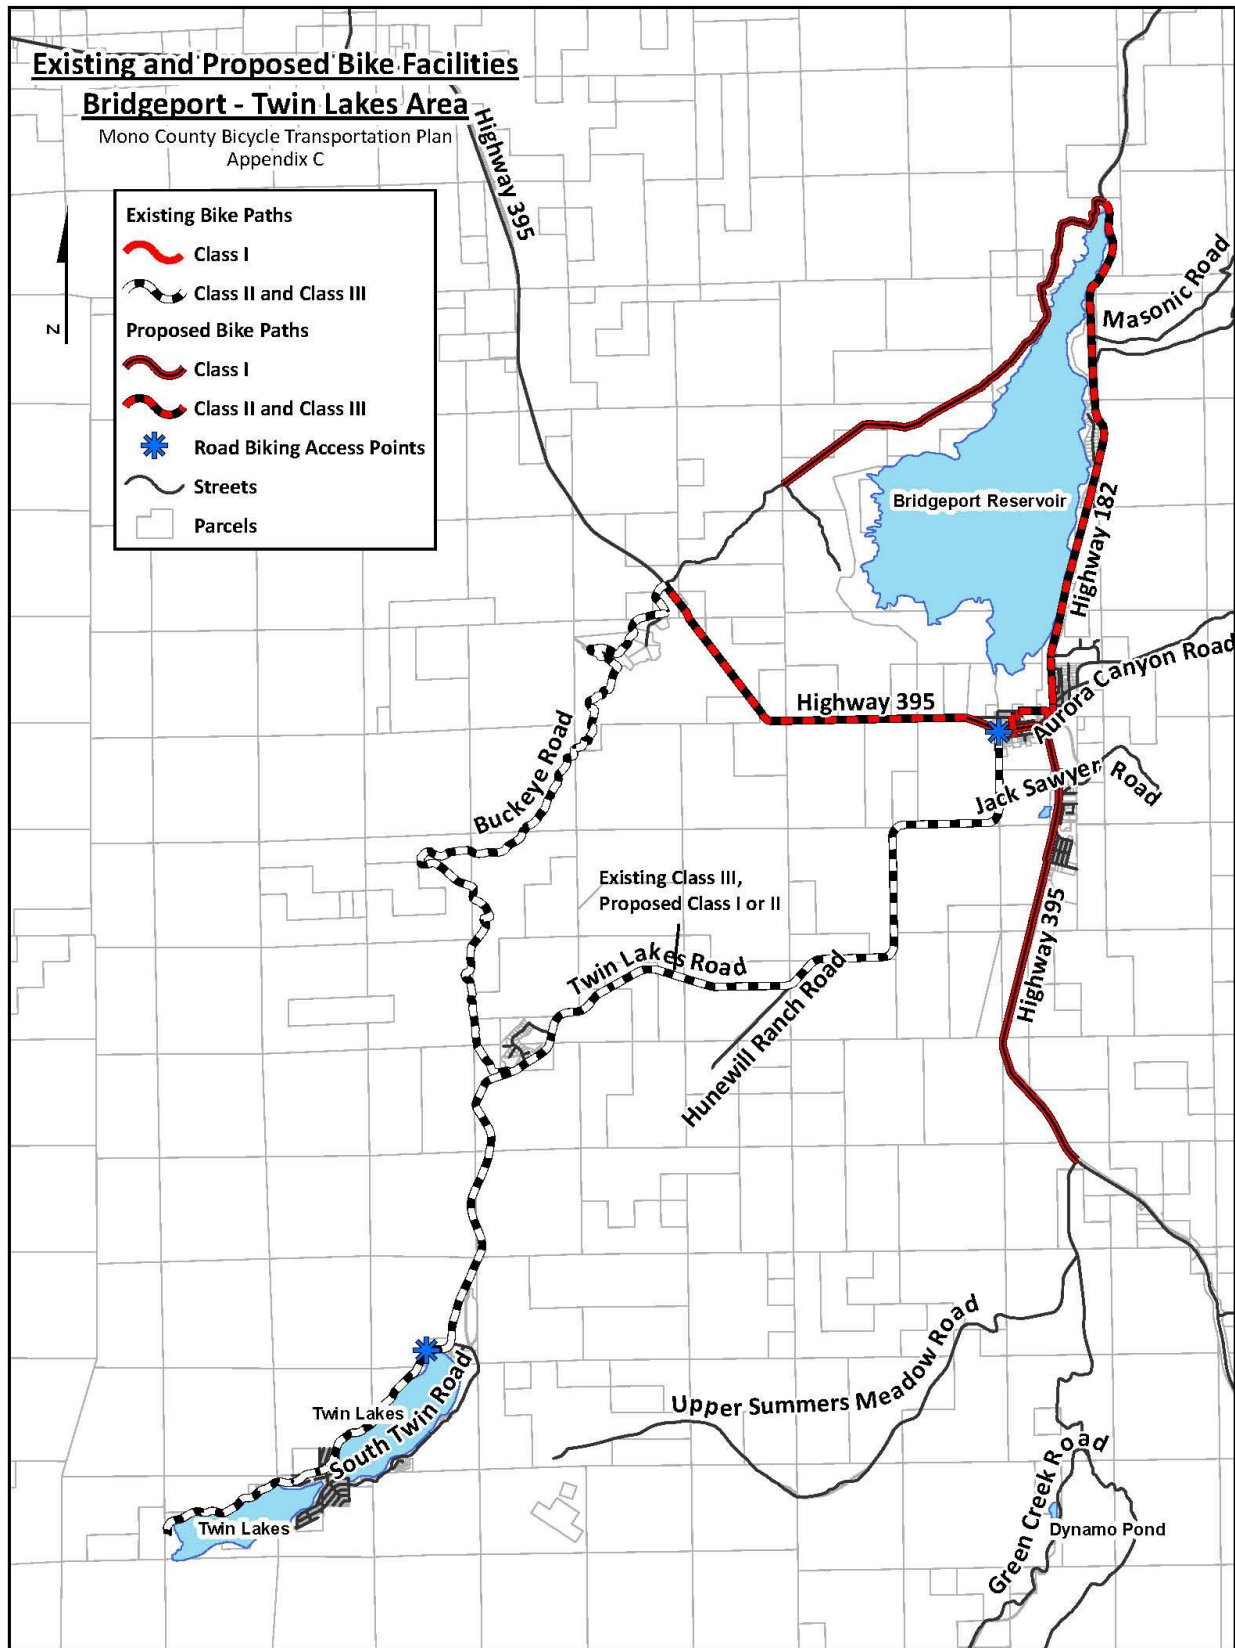 Existing and Proposed Bike Facilities
Bridgeport - Twin Lakes Area
Mono County Bicycle Transportation Plan
Appendix C
N
Existing Bike Paths
Class I
Class II and Class III
Proposed Bike Paths
Class I
Class II and Class III
Road Biking Access Points
Streets
Parcels
Highway 395
Masonic Road
Bridgeport Reservoir
Highway 182
Aurora Canyon Road
Highway 395
Buckeye Road
Jack Sawyer Road
Existing Class III,
Proposed Class I or II
Twin Lakes Road
Hunewill Ranch Road
Highway 395
Upper Summers Meadow Road
Twin Lakes
South Twin Road
Twin Lakes
Green Creek Road
Dynamo Pond